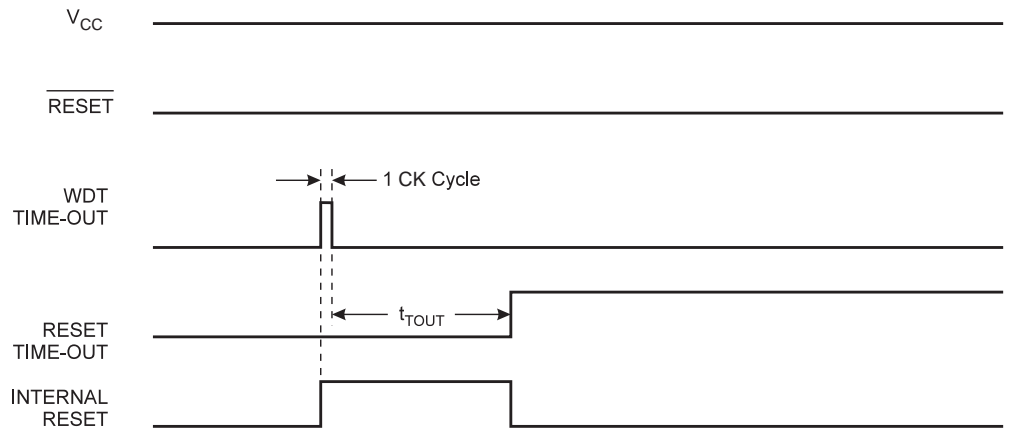 VCC
RESET
1 CK Cycle
WDT
TIME-OUT
tTOUT
RESET
TIME-OUT
INTERNAL
RESET